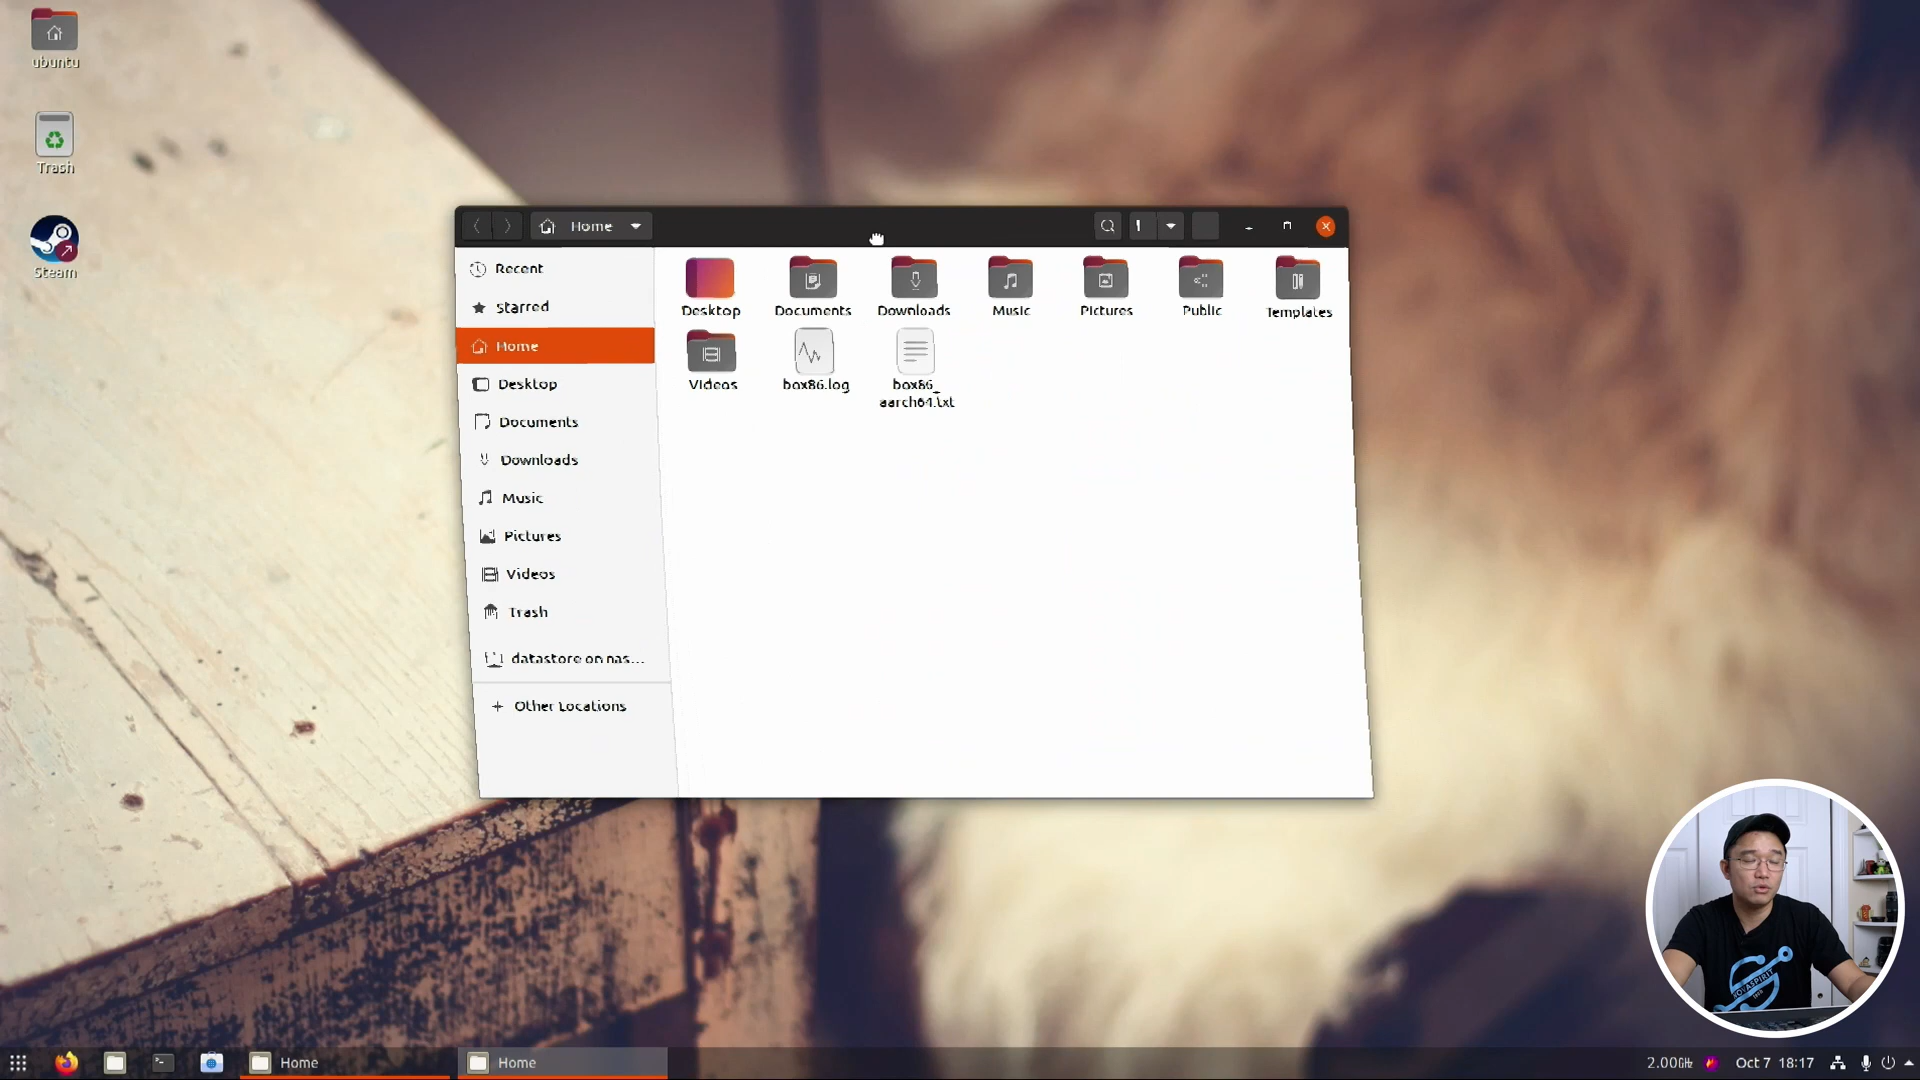 ubuntu
Trash
Steam
Home
Recent
Starred
Home
Desktop
Documents
Downloads
Music
Pictures
Videos
Trash
datastore on nas...
Other Locations
Desktop
Documents
Downloads
Music
Pictures
Public
Templates
Videos
box86.log
box86_
aarch64.txt
NOVASPIRIT
Home
Home
2.00GHz
Oct 7 18:17